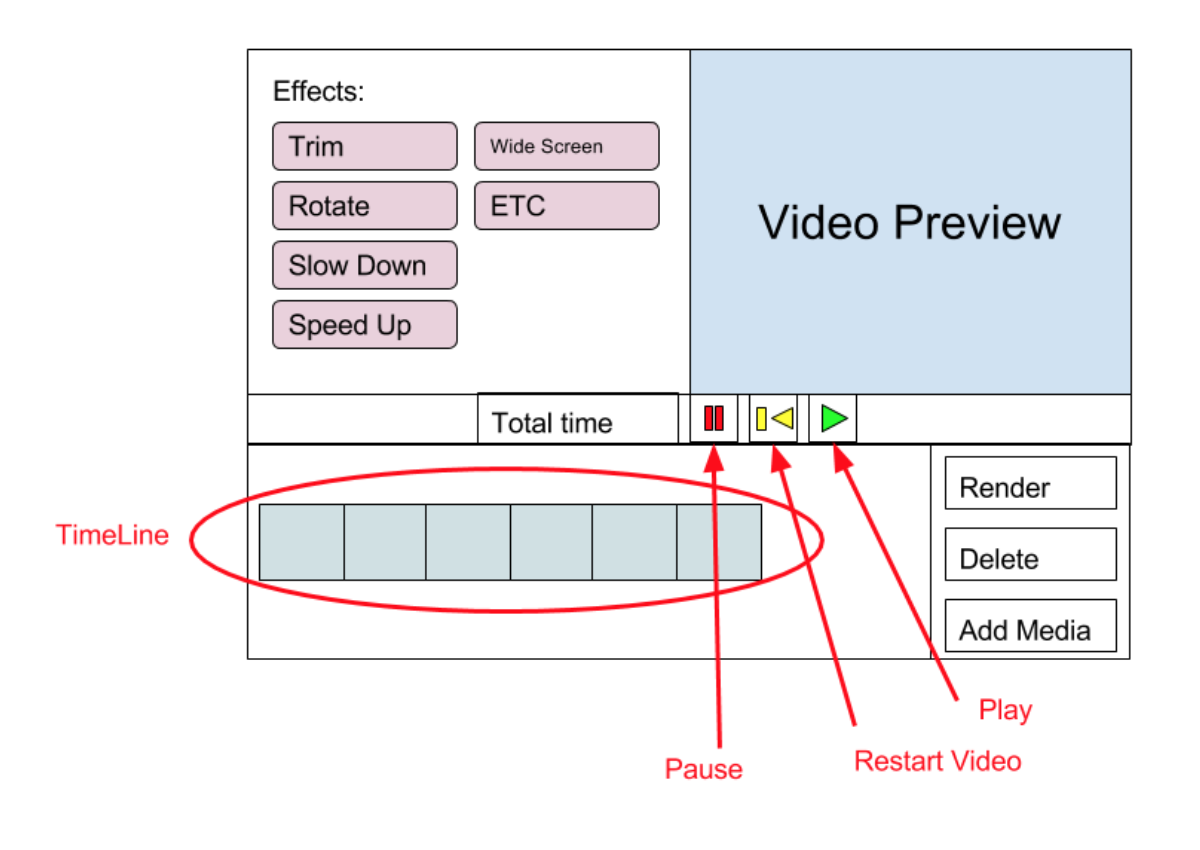 Effects:
Trim
Wide Screen
Rotate
ETC
Slow Down
Speed Up
Video Preview
Total time
TimeLine
Render
Delete
Add Media
Play
Restart Video
Pause